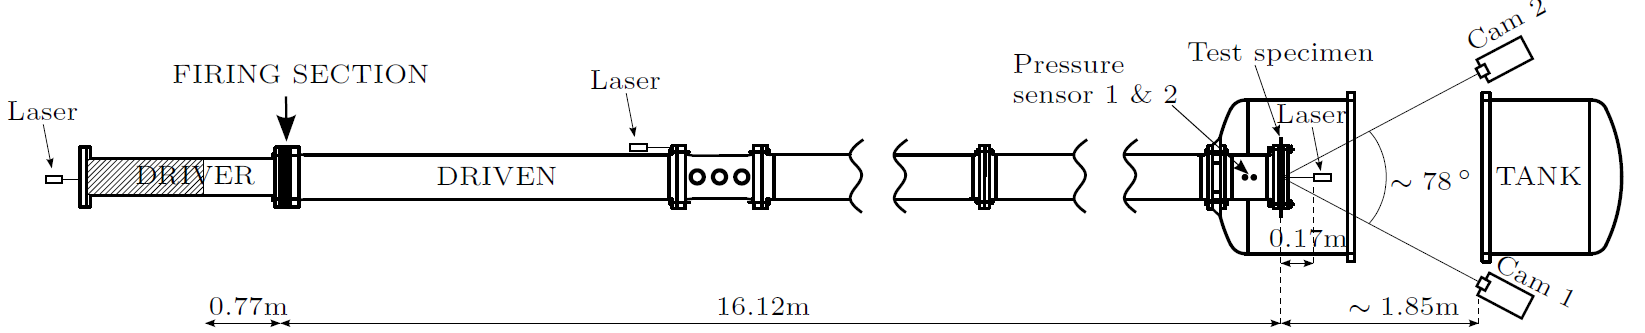 Cam 2
Test specimen
Pressure
sensor 1 & 2
FIRING SECTION
Laser
Laser
Laser
DRIVER
DRIVEN
TANK
∼ 78 °
0.17m
Cam 1
0.77m
16.12m
∼ 1.85m